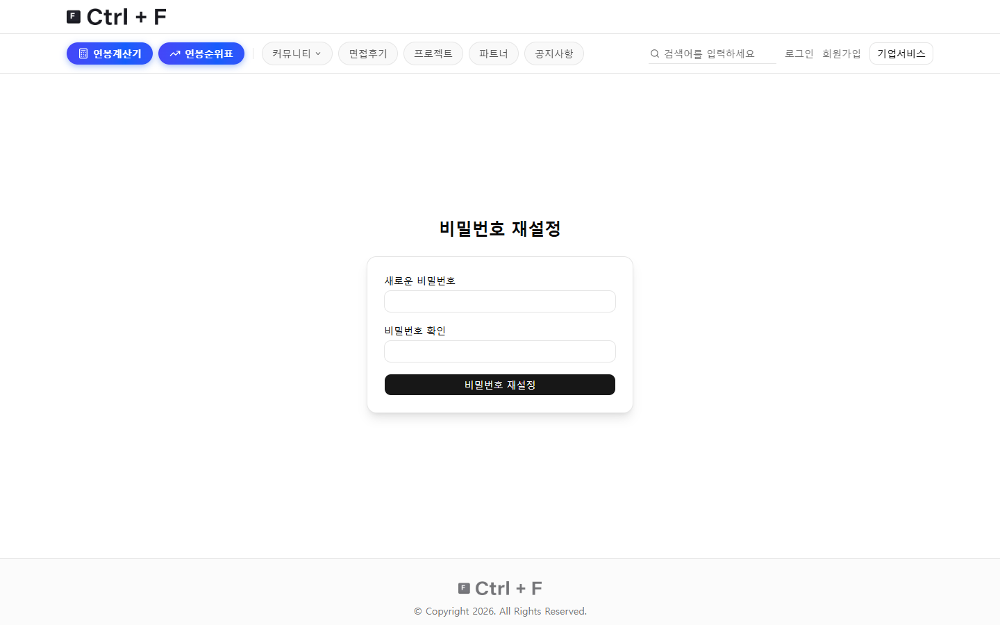 F Ctrl + F
연봉계산기 연봉순위표 커뮤니티 면접후기 프로젝트 파트너 공지사항 검색어를 입력하세요 로그인 회원가입 기업서비스
비밀번호 재설정
새로운 비밀번호
비밀번호 확인
비밀번호 재설정
F Ctrl + F
© Copyright 2026. All Rights Reserved.